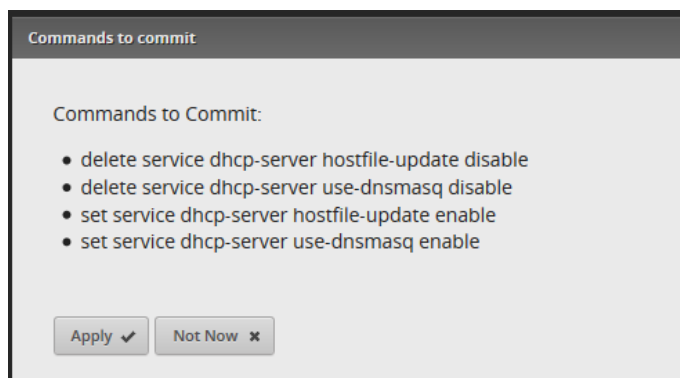 Commands to commit
Commands to Commit:
• delete service dhcp-server hostfile-update disable
• delete service dhcp-server use-dnsmasq disable
• set service dhcp-server hostfile-update enable
• set service dhcp-server use-dnsmasq enable
Apply ✔ Not Now ✖